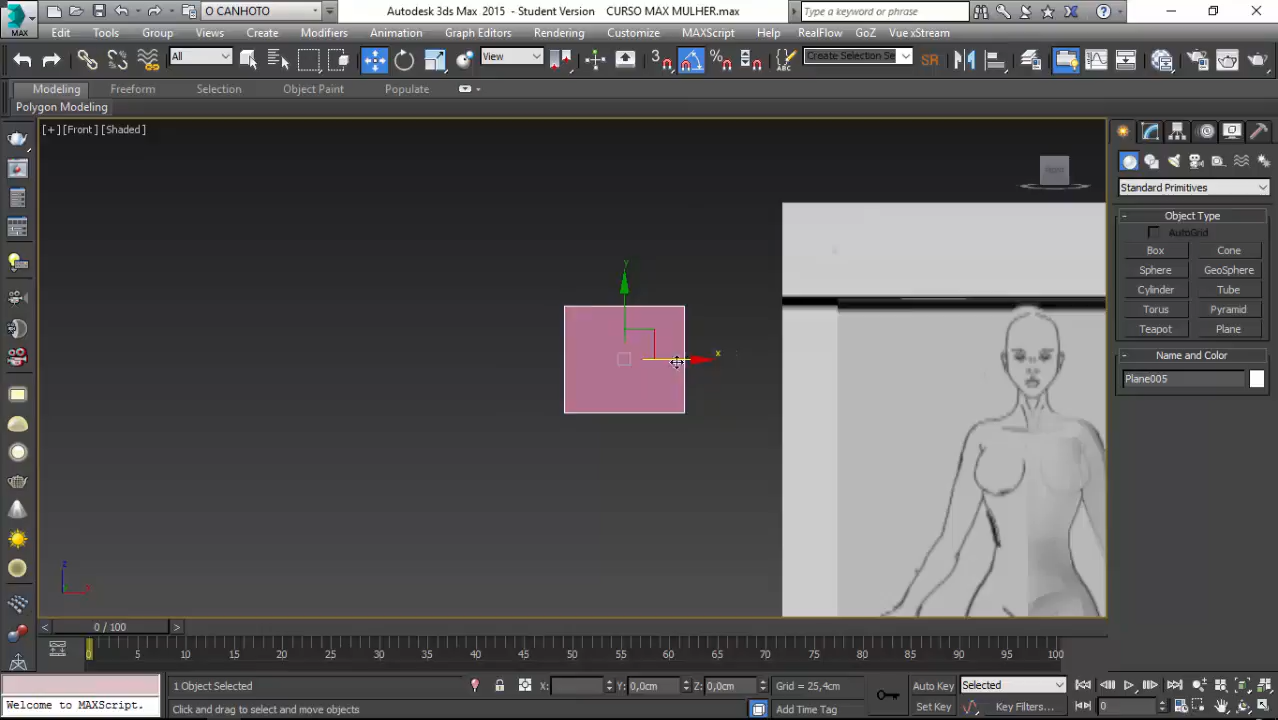 MAX
O CANHOTO
Autodesk 3ds Max 2015 - Student Version CURSO MAX MULHER.max
Type a keyword or phrase
Edit Tools Group Views Create Modifiers Animation Graph Editors Rendering Customize MAXScript Help RealFlow GoZ Vue xStream
All View 3 Create Selection Se SR
Modeling Freeform Selection Object Paint Populate
Polygon Modeling
[+] [Front] [Shaded]
Standard Primitives
Object Type
AutoGrid
Box Cone
Sphere GeoSphere
Cylinder Tube
Torus Pyramid
Teapot Plane
Name and Color
Plane005
y
x
z
0 / 100
0 5 10 15 20 25 30 35 40 45 50 55 60 65 70 75 80 85 90 95 100
1 Object Selected X: Y: 0,0cm Z: 0,0cm Grid = 25,4cm Auto Key Selected
Welcome to MAXScript. Click and drag to select and move objects Add Time Tag Set Key Key Filters... 0